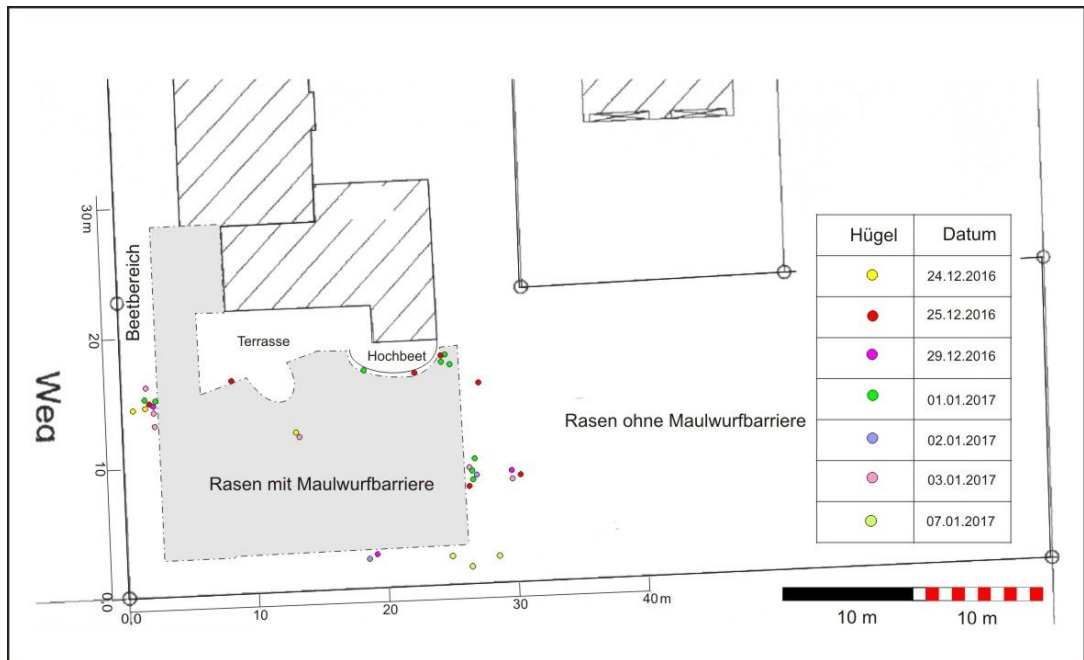 30m
20
10
0,0
Beetbereich
Weg
Terrasse
Hochbeet
Rasen mit Maulwurfbarriere
Rasen ohne Maulwurfbarriere
0,0
10
20
30
40m
Hügel Datum
24.12.2016
25.12.2016
29.12.2016
01.01.2017
02.01.2017
03.01.2017
07.01.2017
10 m 10 m